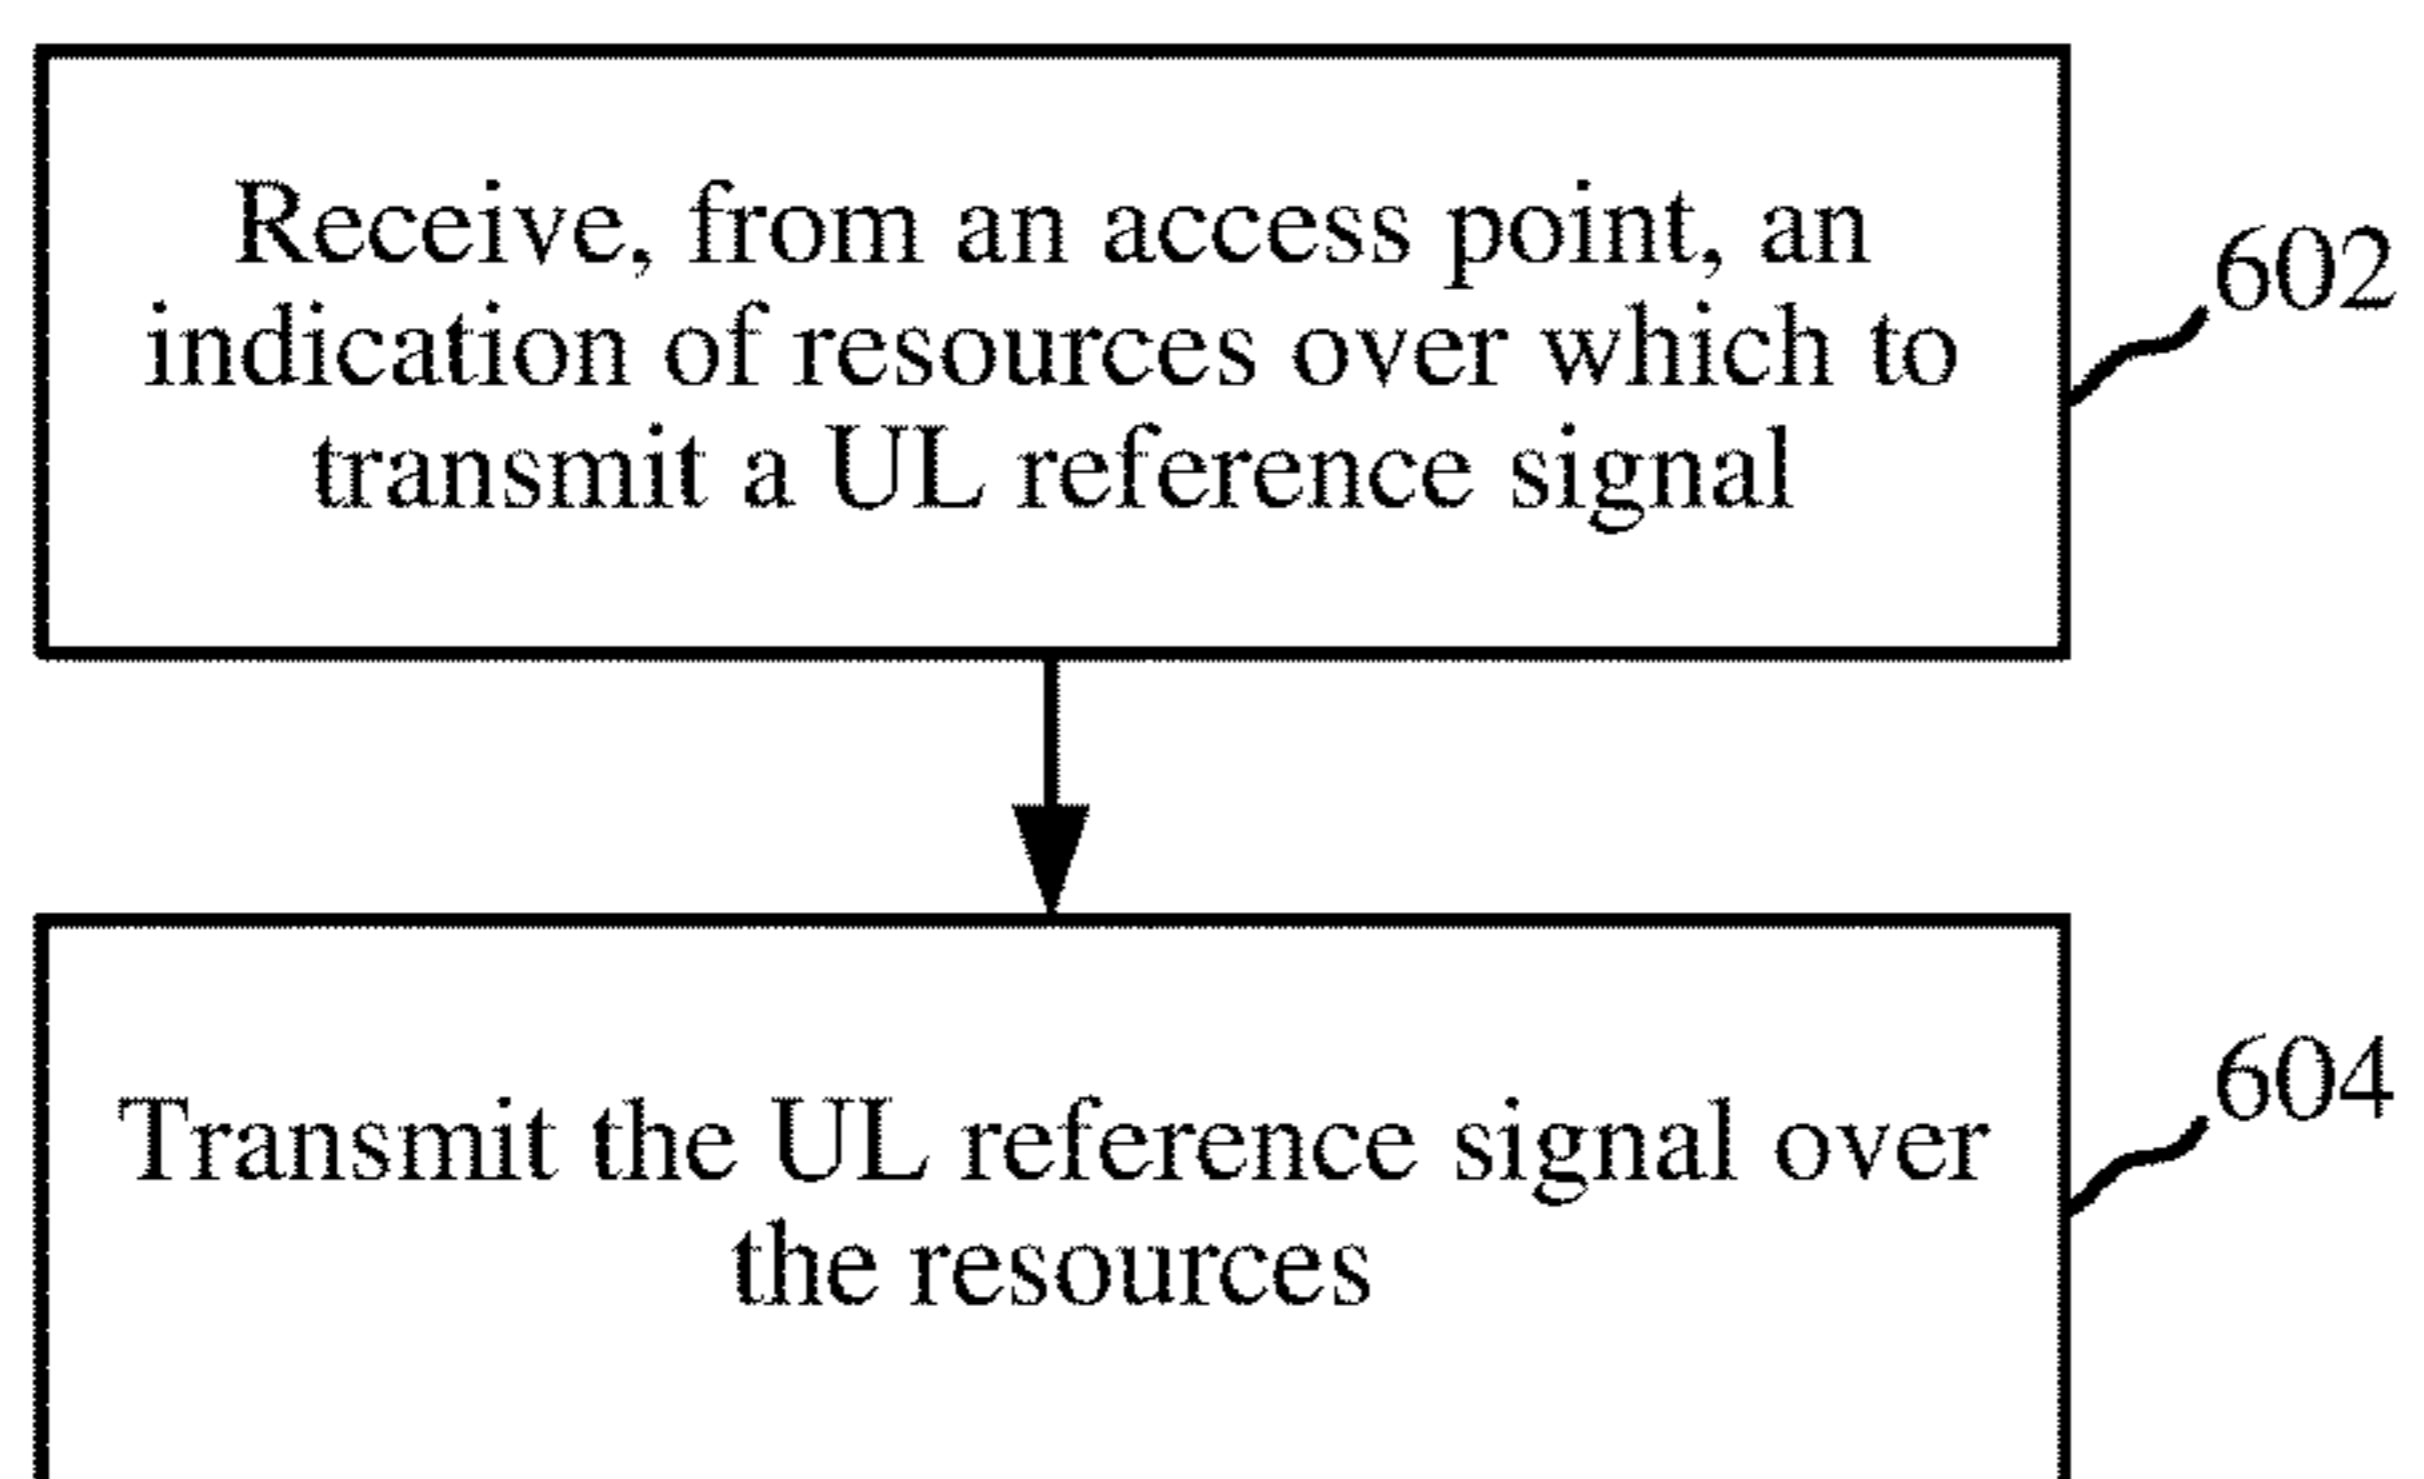 Receive, from an access point, an
indication of resources over which to
transmit a UL reference signal
602
Transmit the UL reference signal over
the resources
604